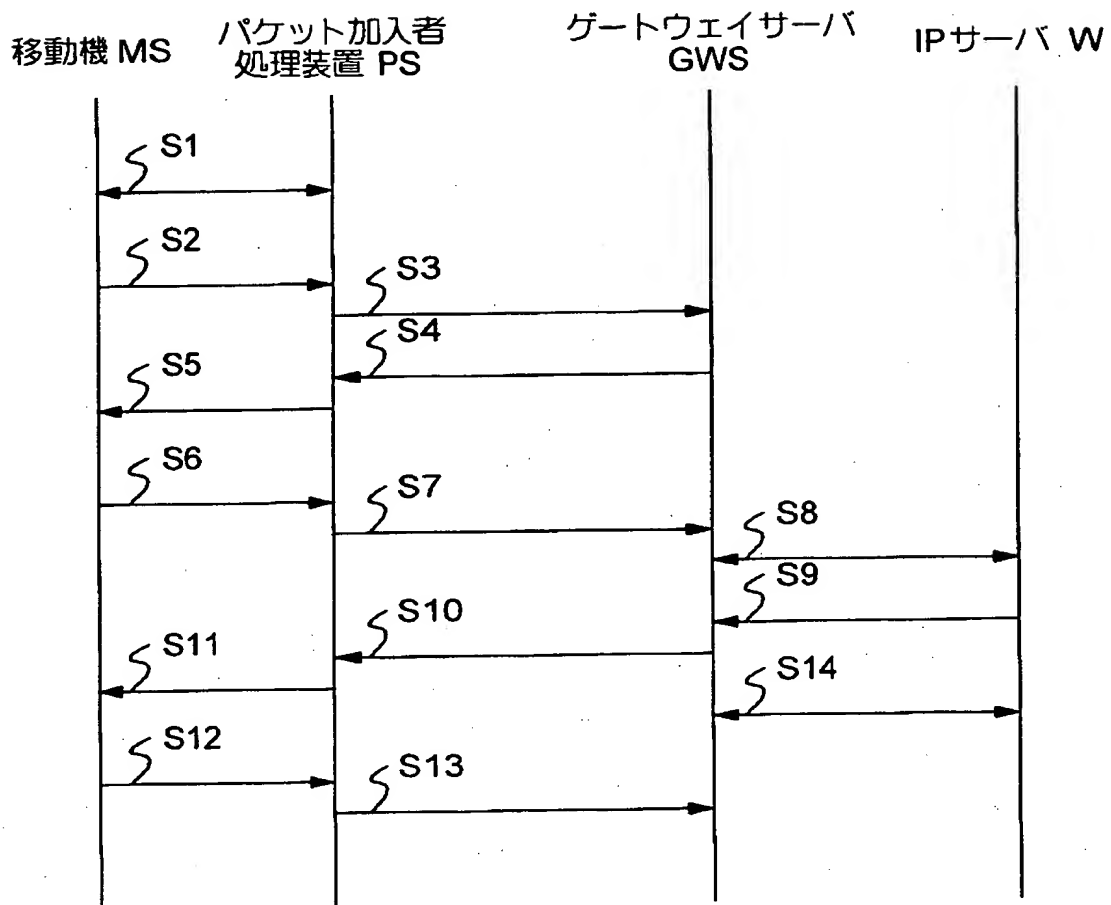 移動機 MS
パケット加入者
処理装置 PS
ゲートウェイサーバ
GWS
IPサーバ W
S1
S2
S3
S4
S5
S6
S7
S8
S9
S10
S11
S14
S12
S13